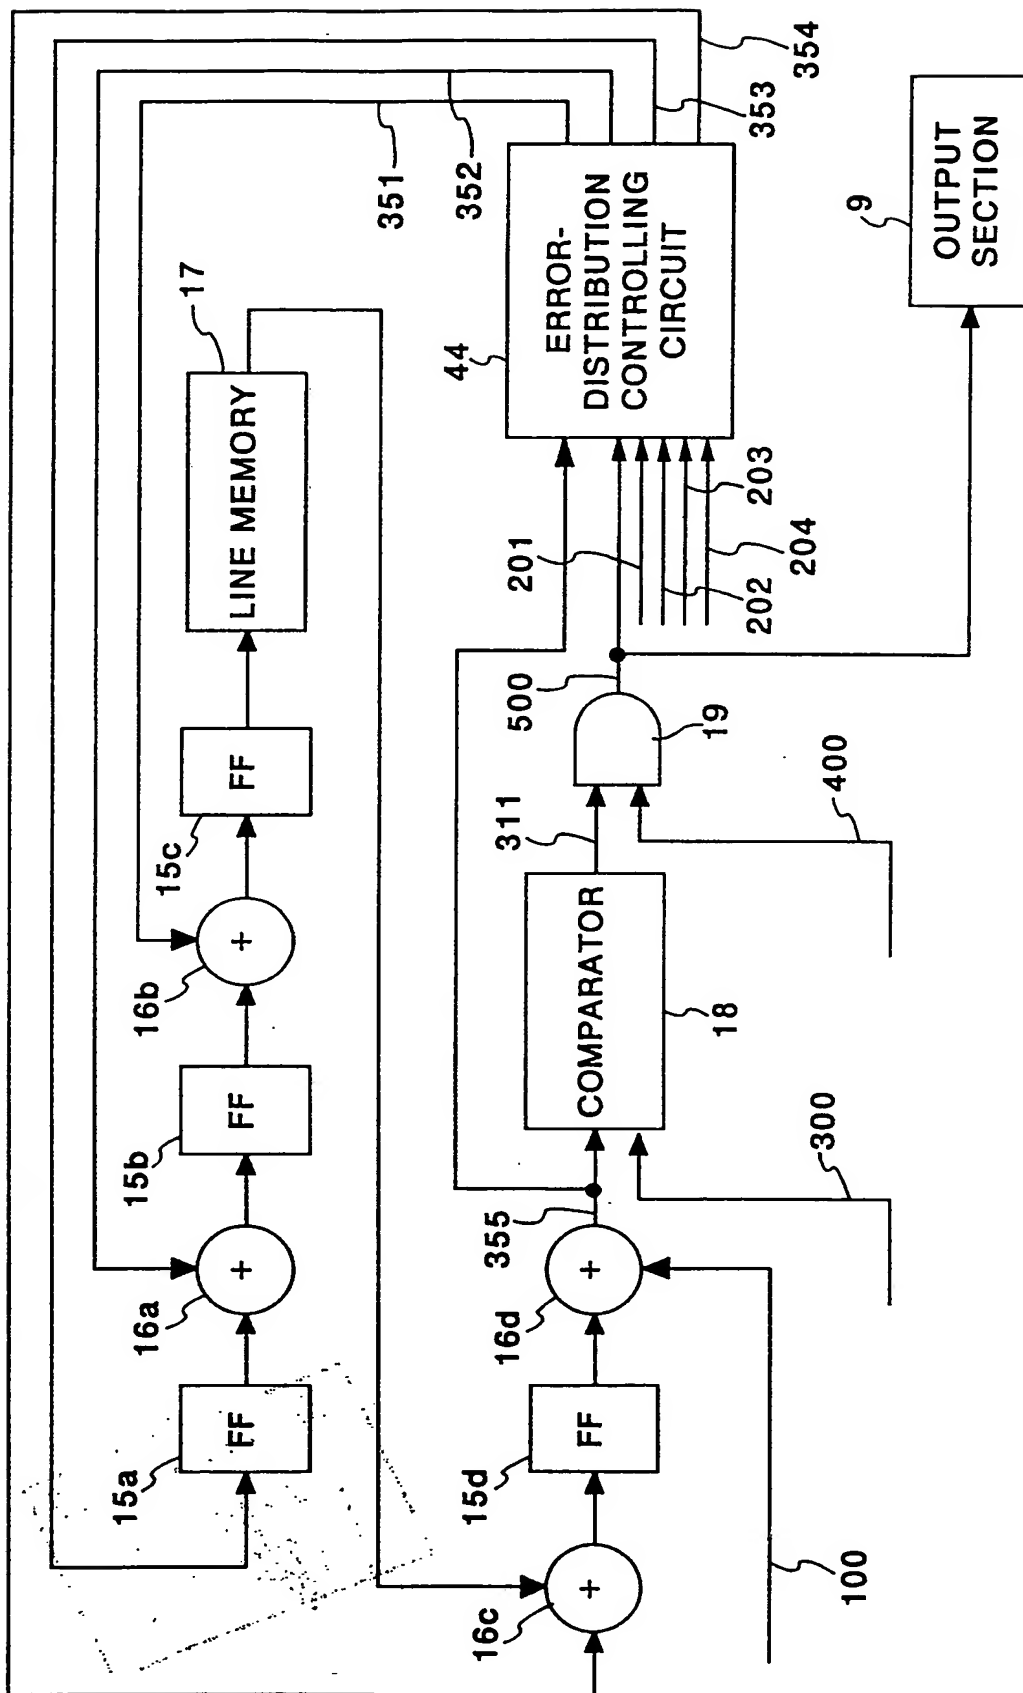 351
352
353
354
17
LINE MEMORY
FF
15c
+
16b
FF
15b
+
16a
FF
15a
44
ERROR-
DISTRIBUTION
CONTROLLING
CIRCUIT
9
OUTPUT
SECTION
201
202
203
204
500
19
311
400
COMPARATOR
18
300
355
+
16d
FF
15d
+
16c
100